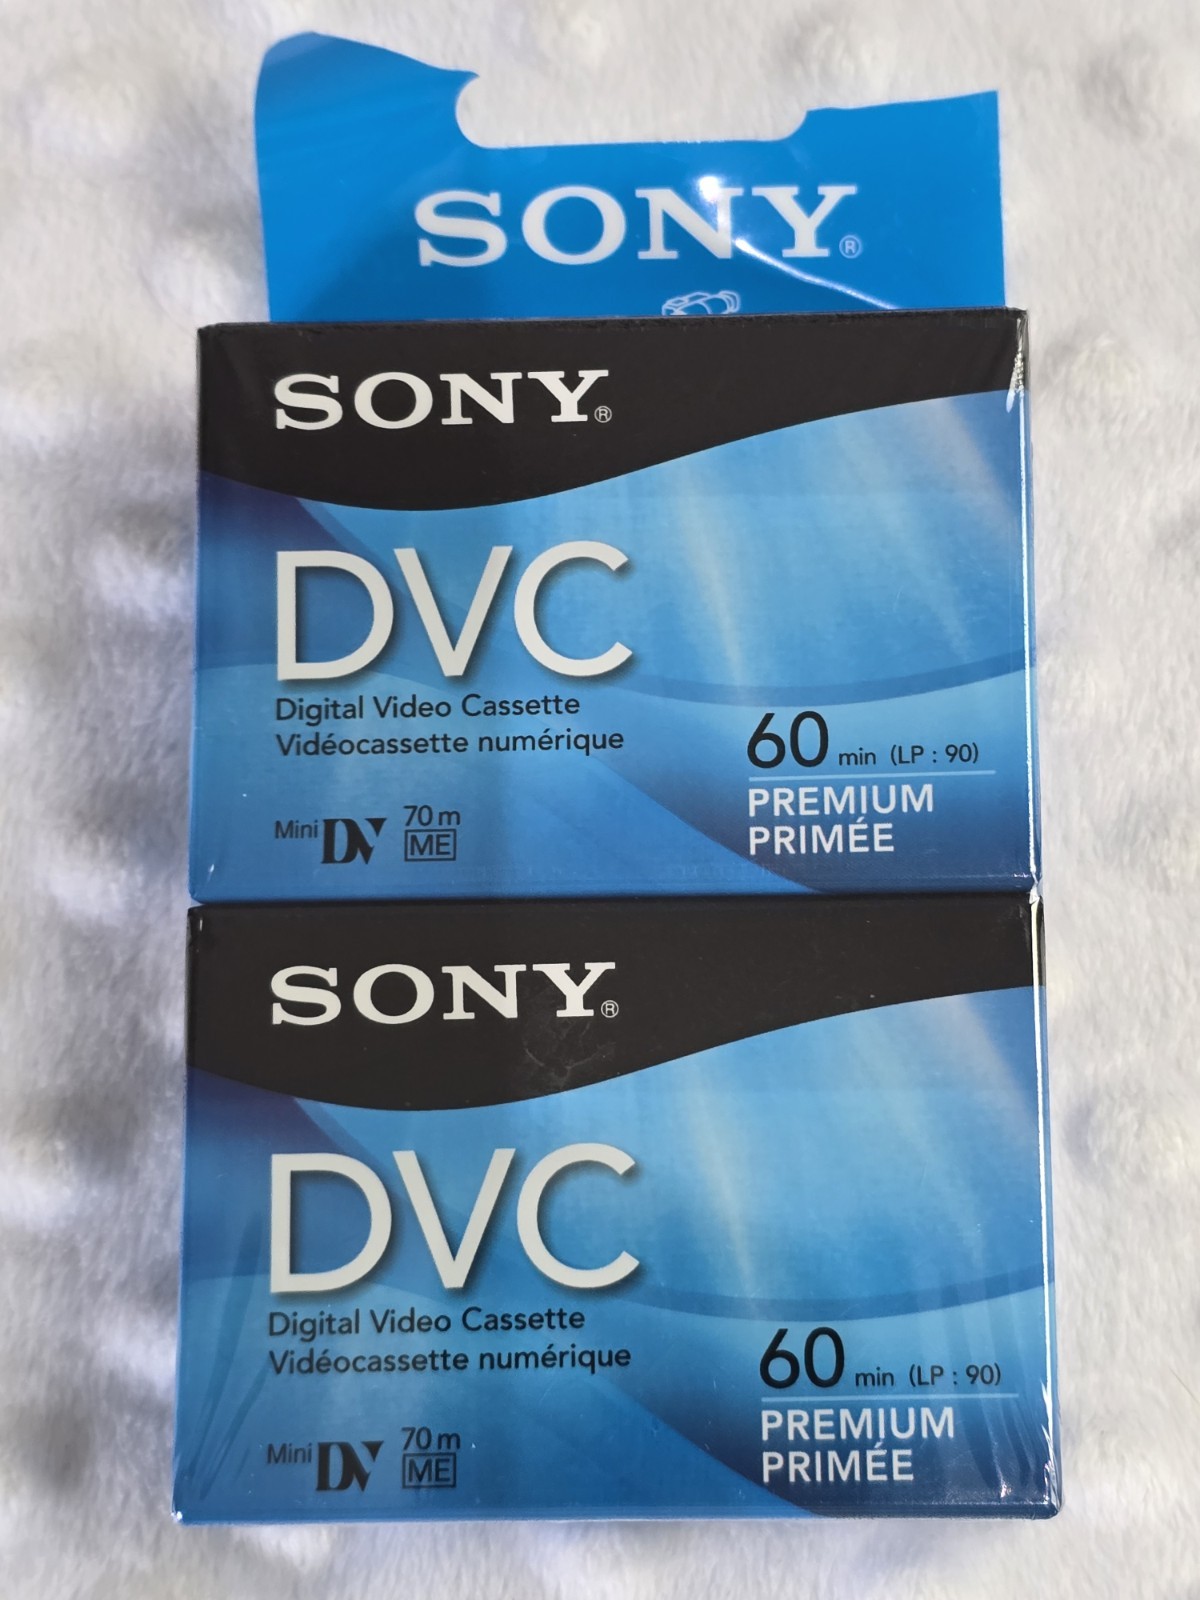 SONY®
SONY®
DVC
Digital Video Cassette
Vidéocassette numérique
60 min (LP : 90)
PREMIUM
PRIMÉE
Mini DV 70 m
ME
SONY®
DVC
Digital Video Cassette
Vidéocassette numérique
60 min (LP : 90)
PREMIUM
PRIMÉE
Mini DV 70 m
ME